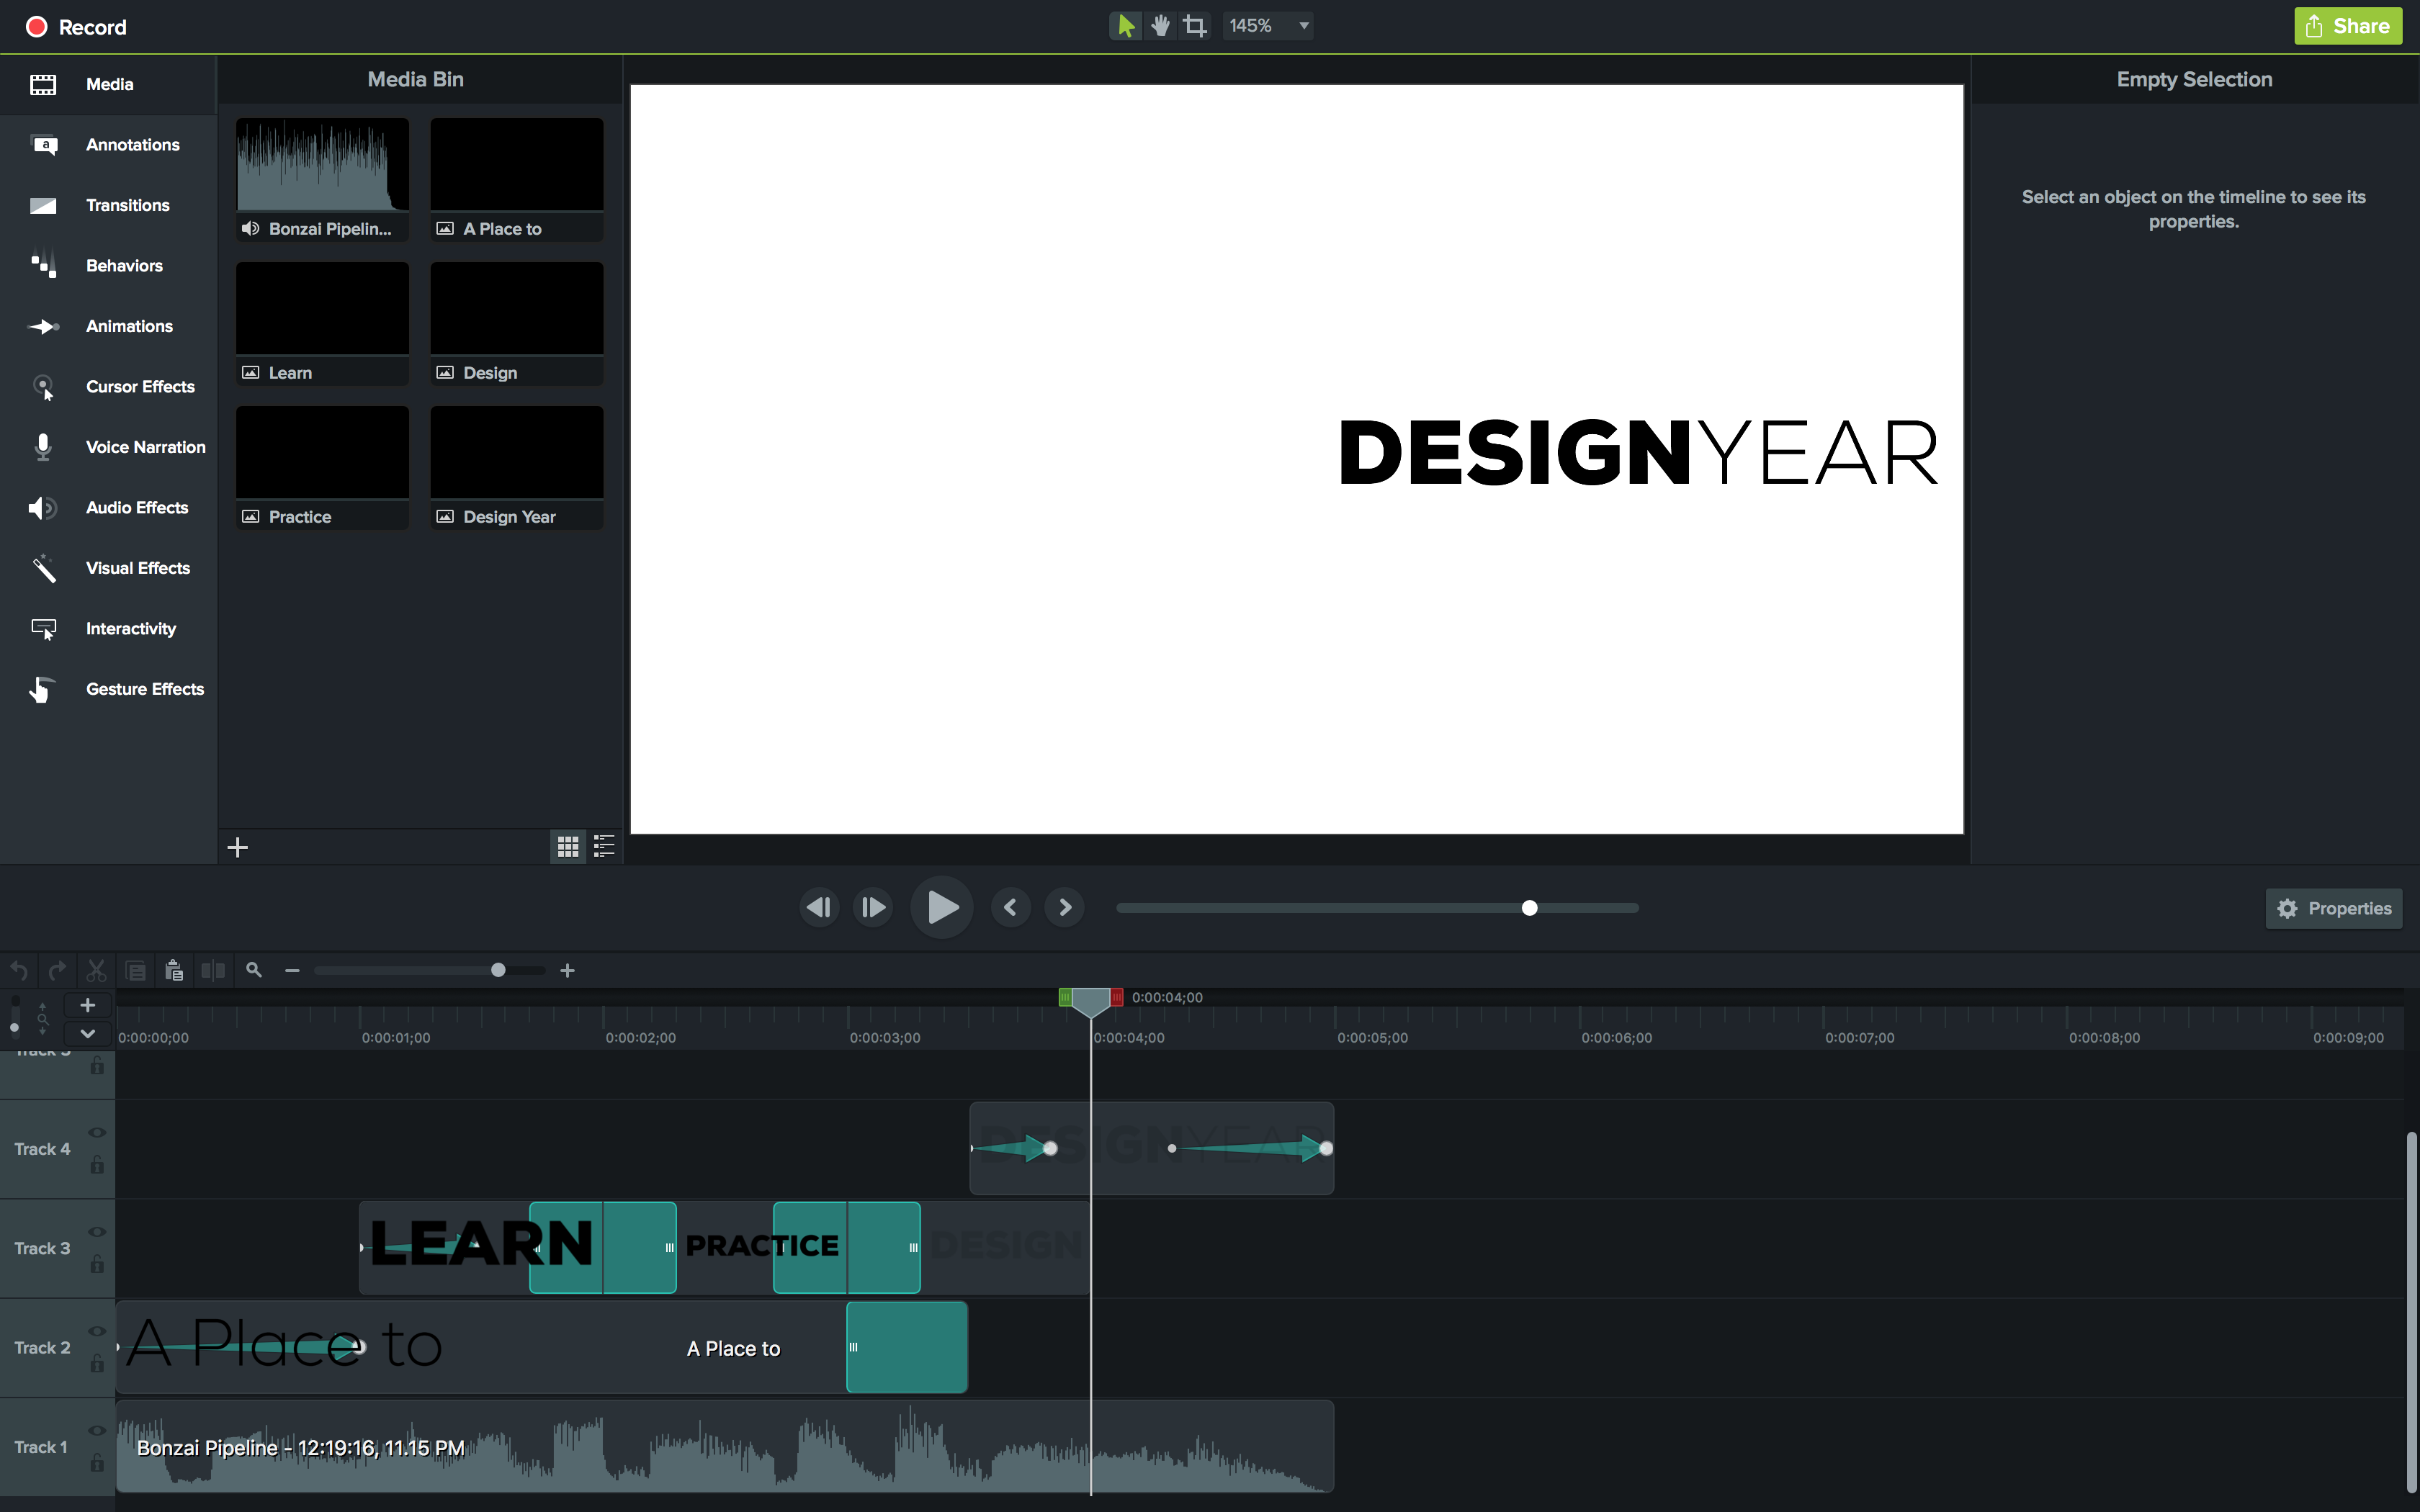 Record
145%
Share
Media
Annotations
Transitions
Behaviors
Animations
Cursor Effects
Voice Narration
Audio Effects
Visual Effects
Interactivity
Gesture Effects
Media Bin
Bonzai Pipelin...
A Place to
Learn
Design
Practice
Design Year
DESIGNYEAR
Empty Selection
Select an object on the timeline to see its
properties.
Properties
0:00:04;00
0:00:00;00
0:00:01;00
0:00:02;00
0:00:03;00
0:00:04;00
0:00:05;00
0:00:06;00
0:00:07;00
0:00:08;00
0:00:09;00
Track 4
DESIGNYEAR
Track 3
LEARN
PRACTICE
DESIGN
Track 2
A Place to
A Place to
Track 1
Bonzai Pipeline - 12:19:16, 11.15 PM